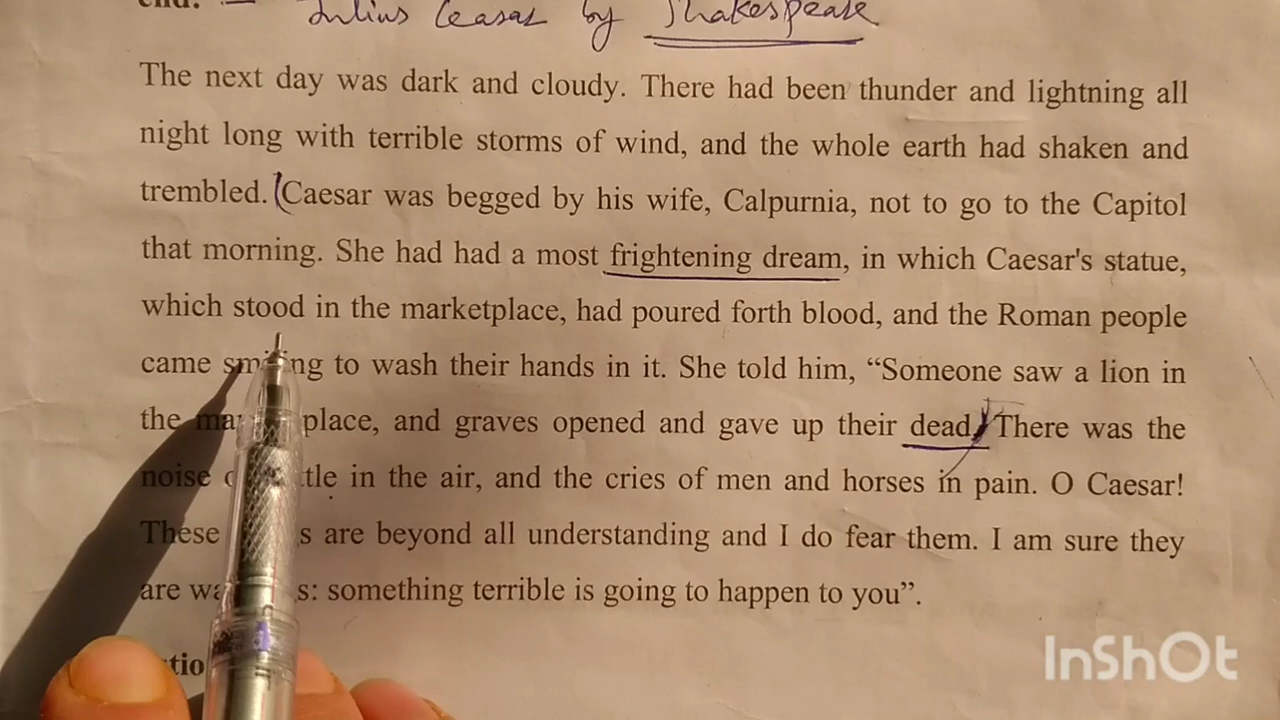 end: — Julius Ceasar by Shakespeare
The next day was dark and cloudy. There had been thunder and lightning all
night long with terrible storms of wind, and the whole earth had shaken and
trembled. (Caesar was begged by his wife, Calpurnia, not to go to the Capitol
that morning. She had had a most frightening dream, in which Caesar's statue,
which stood in the marketplace, had poured forth blood, and the Roman people
came smiling to wash their hands in it. She told him, “Someone saw a lion in
the place, and graves opened and gave up their dead) There was the
noise in the air, and the cries of men and horses in pain. O Caesar!
These are beyond all understanding and I do fear them. I am sure they
are something terrible is going to happen to you”.
InShOt